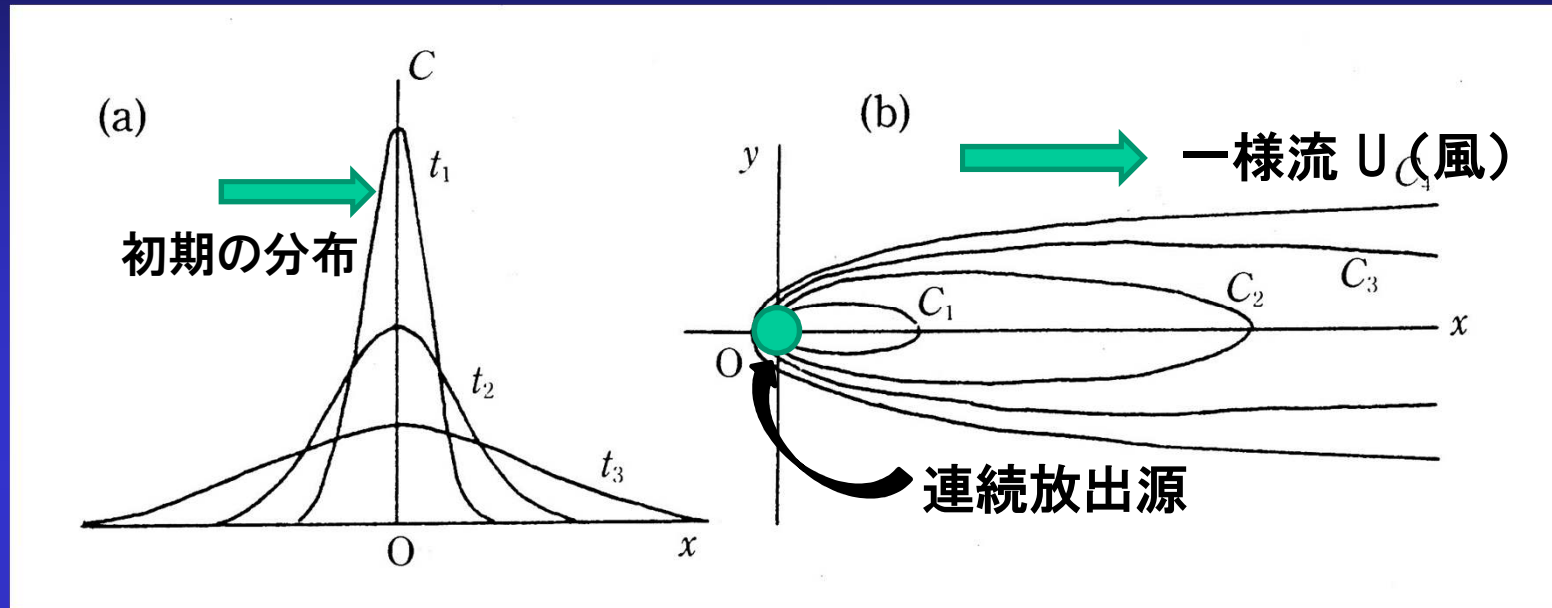 (a)
C
t₁
初期の分布
t₂
t₃
O
x
(b)
一様流 U(風)
y
C₄
C₃
C₂
C₁
x
O
連続放出源